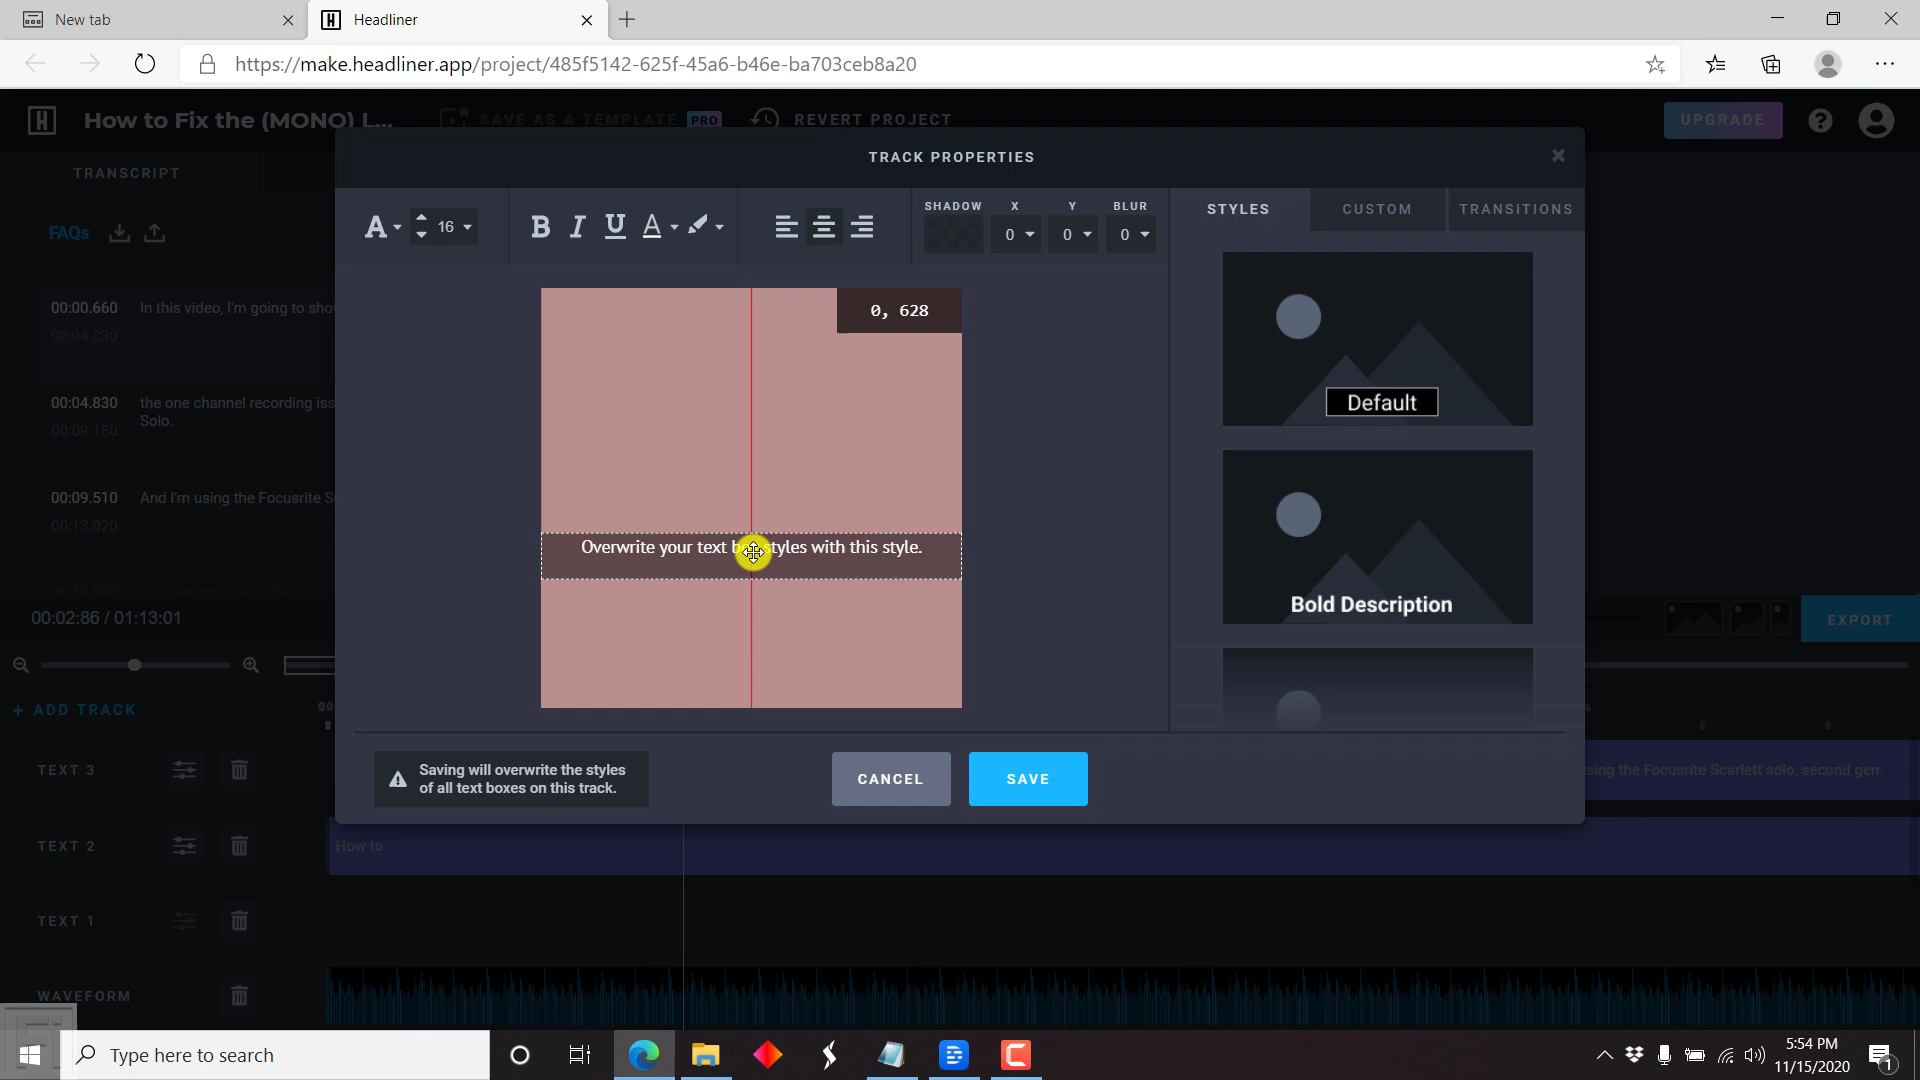 New tab
Headliner
https://make.headliner.app/project/485f5142-625f-45a6-b46e-ba703ceb8a20
How to Fix the (MONO) L...
SAVE AS A TEMPLATE PRO
REVERT PROJECT
UPGRADE
TRACK PROPERTIES
TRANSCRIPT
FAQs
16
SHADOW X Y BLUR
0 0 0
STYLES CUSTOM TRANSITIONS
00:00.660 In this video, I'm going to sho
00:04.830
0, 628
Default
00:04.830 the one channel recording iss
00:09.150 Solo.
00:09.510 And I'm using the Focusrite S
00:13.020
Overwrite your text styles with this style.
Bold Description
00:02:86 / 01:13:01
EXPORT
+ ADD TRACK
Saving will overwrite the styles
of all text boxes on this track.
CANCEL
SAVE
TEXT 3
sing the Focusrite Scarlett solo, second gen.
TEXT 2
How to
TEXT 1
WAVEFORM
Type here to search
5:54 PM
11/15/2020
1